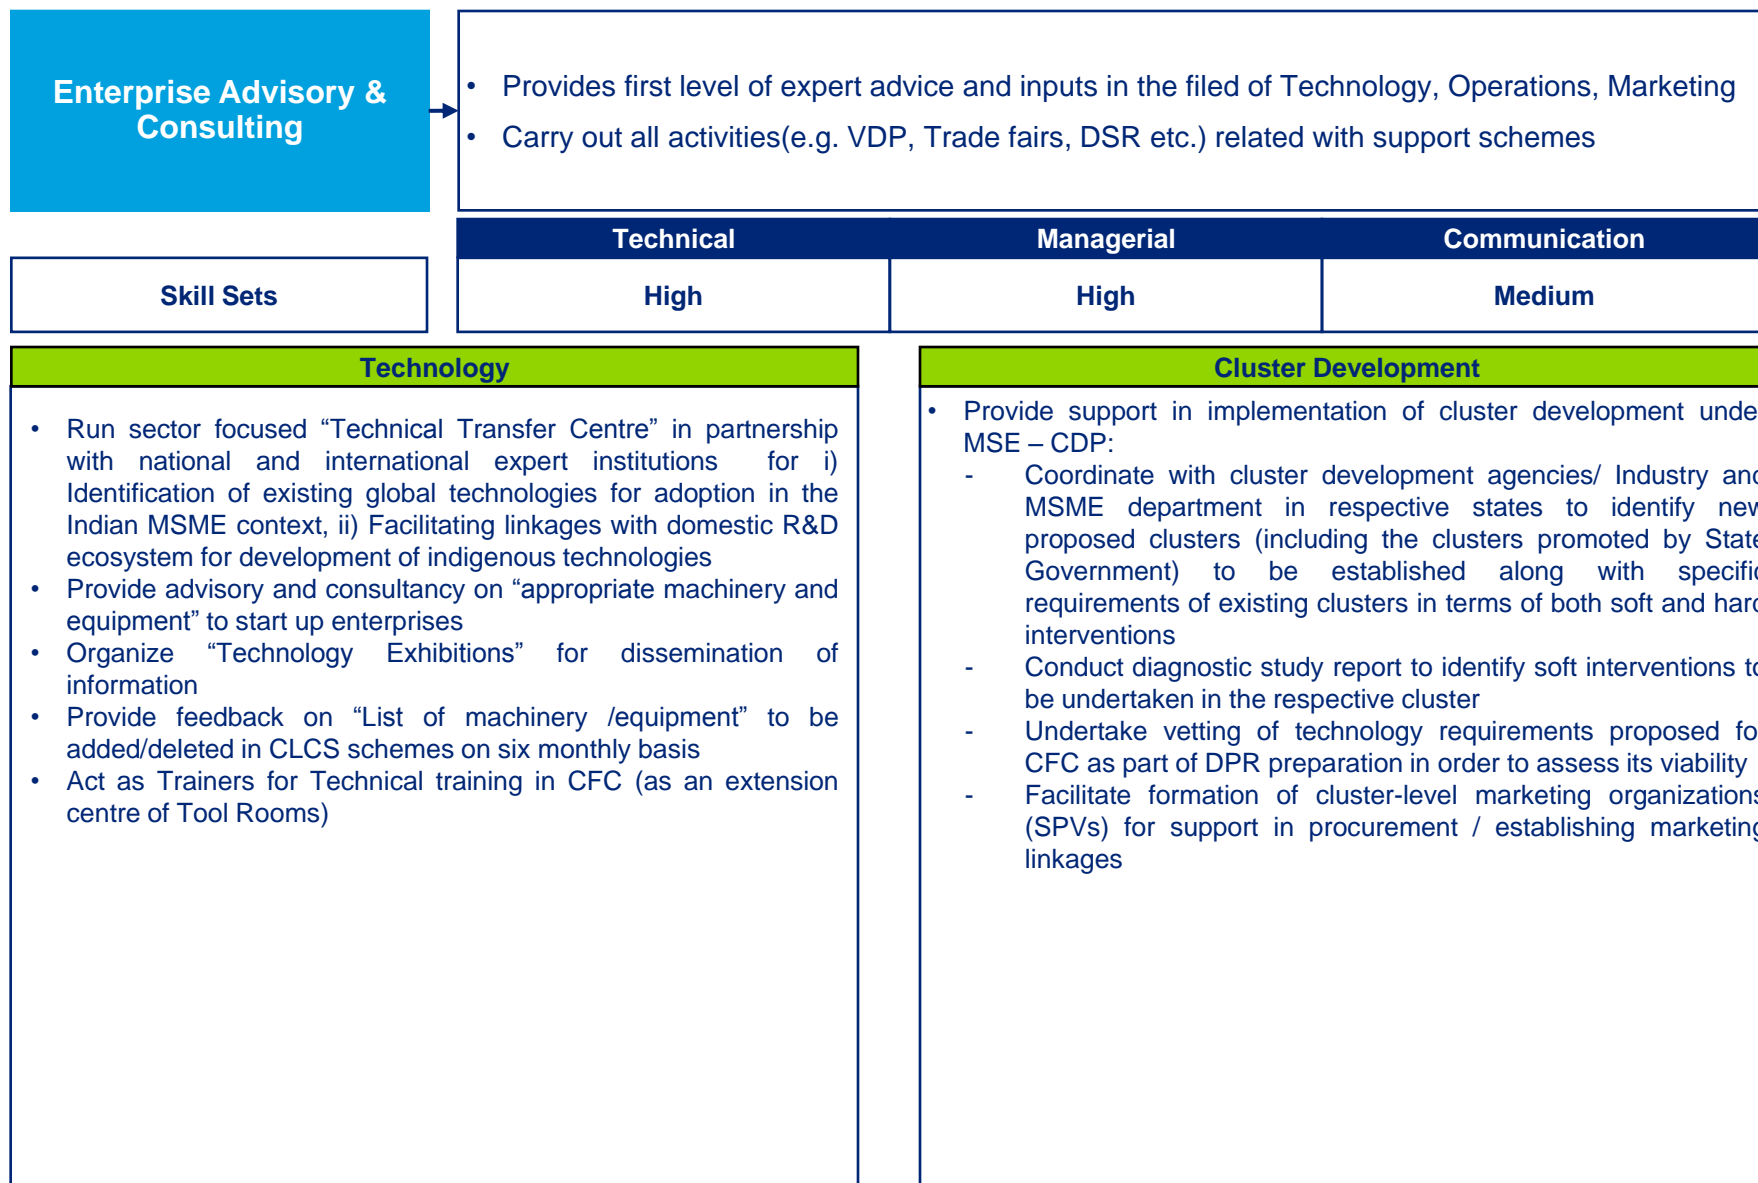 Enterprise Advisory &
Consulting
• Provides first level of expert advice and inputs in the filed of Technology, Operations, Marketing
• Carry out all activities(e.g. VDP, Trade fairs, DSR etc.) related with support schemes
Technical Managerial Communication
Skill Sets High High Medium
Technology
• Run sector focused “Technical Transfer Centre” in partnership
with national and international expert institutions for i)
Identification of existing global technologies for adoption in the
Indian MSME context, ii) Facilitating linkages with domestic R&D
ecosystem for development of indigenous technologies
• Provide advisory and consultancy on “appropriate machinery and
equipment” to start up enterprises
• Organize “Technology Exhibitions” for dissemination of
information
• Provide feedback on “List of machinery /equipment” to be
added/deleted in CLCS schemes on six monthly basis
• Act as Trainers for Technical training in CFC (as an extension
centre of Tool Rooms)
Cluster Development
• Provide support in implementation of cluster development unde
MSE – CDP:
- Coordinate with cluster development agencies/ Industry and
MSME department in respective states to identify new
proposed clusters (including the clusters promoted by State
Government) to be established along with specific
requirements of existing clusters in terms of both soft and hard
interventions
- Conduct diagnostic study report to identify soft interventions to
be undertaken in the respective cluster
- Undertake vetting of technology requirements proposed fo
CFC as part of DPR preparation in order to assess its viability
- Facilitate formation of cluster-level marketing organizations
(SPVs) for support in procurement / establishing marketing
linkages